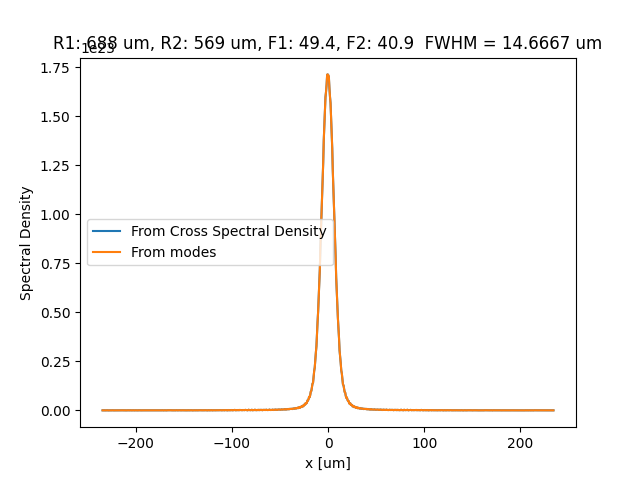 R1: 688 um, R2: 569 um, F1: 49.4, F2: 40.9  FWHM = 14.6667 um
1e23
1.75
1.50
1.25
1.00
0.75
0.50
0.25
0.00
Spectral Density
From Cross Spectral Density
From modes
−200
−100
0
100
200
x [um]